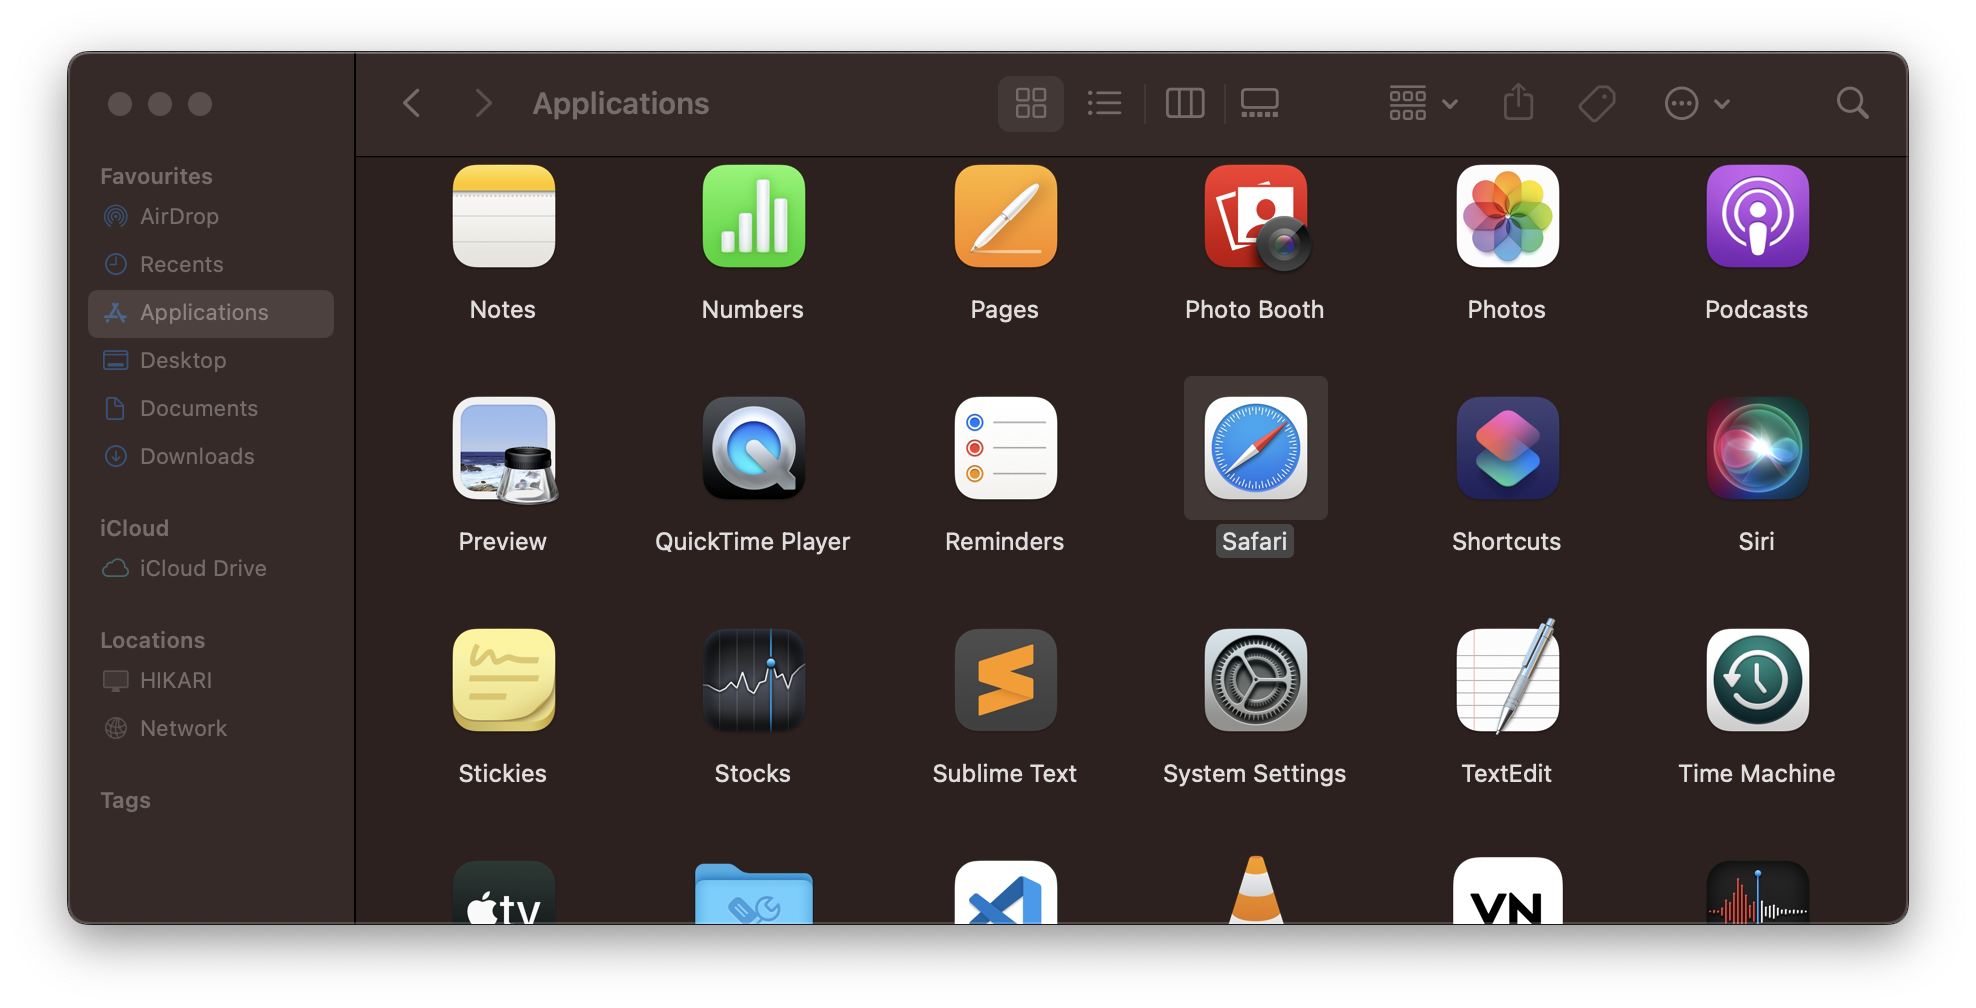 Applications
Favourites
AirDrop
Recents
Applications
Desktop
Documents
Downloads
iCloud
iCloud Drive
Locations
HIKARI
Network
Tags
Notes
Numbers
Pages
Photo Booth
Photos
Podcasts
Preview
QuickTime Player
Reminders
Safari
Shortcuts
Siri
Stickies
Stocks
Sublime Text
System Settings
TextEdit
Time Machine
tv
VN